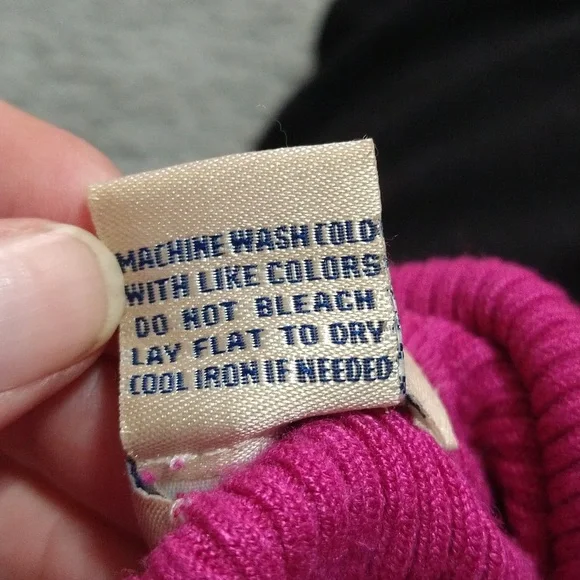 MACHINE WASH COLD
WITH LIKE COLORS
DO NOT BLEACH
LAY FLAT TO DRY
COOL IRON IF NEEDED